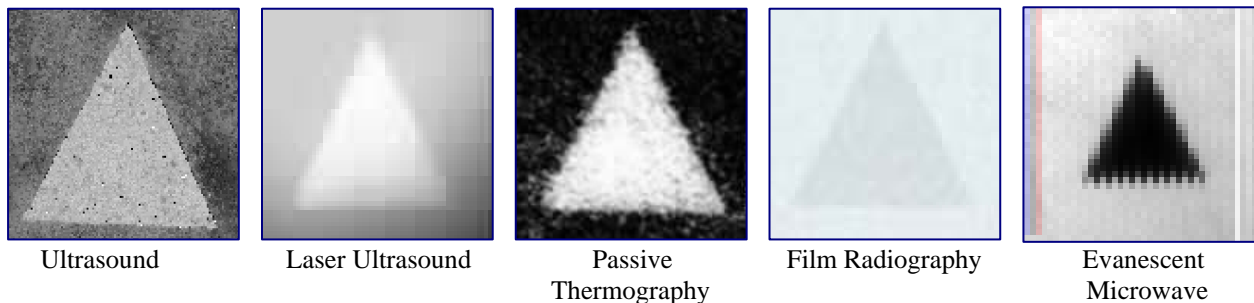 Ultrasound
Laser Ultrasound
Passive
Thermography
Film Radiography
Evanescent
Microwave